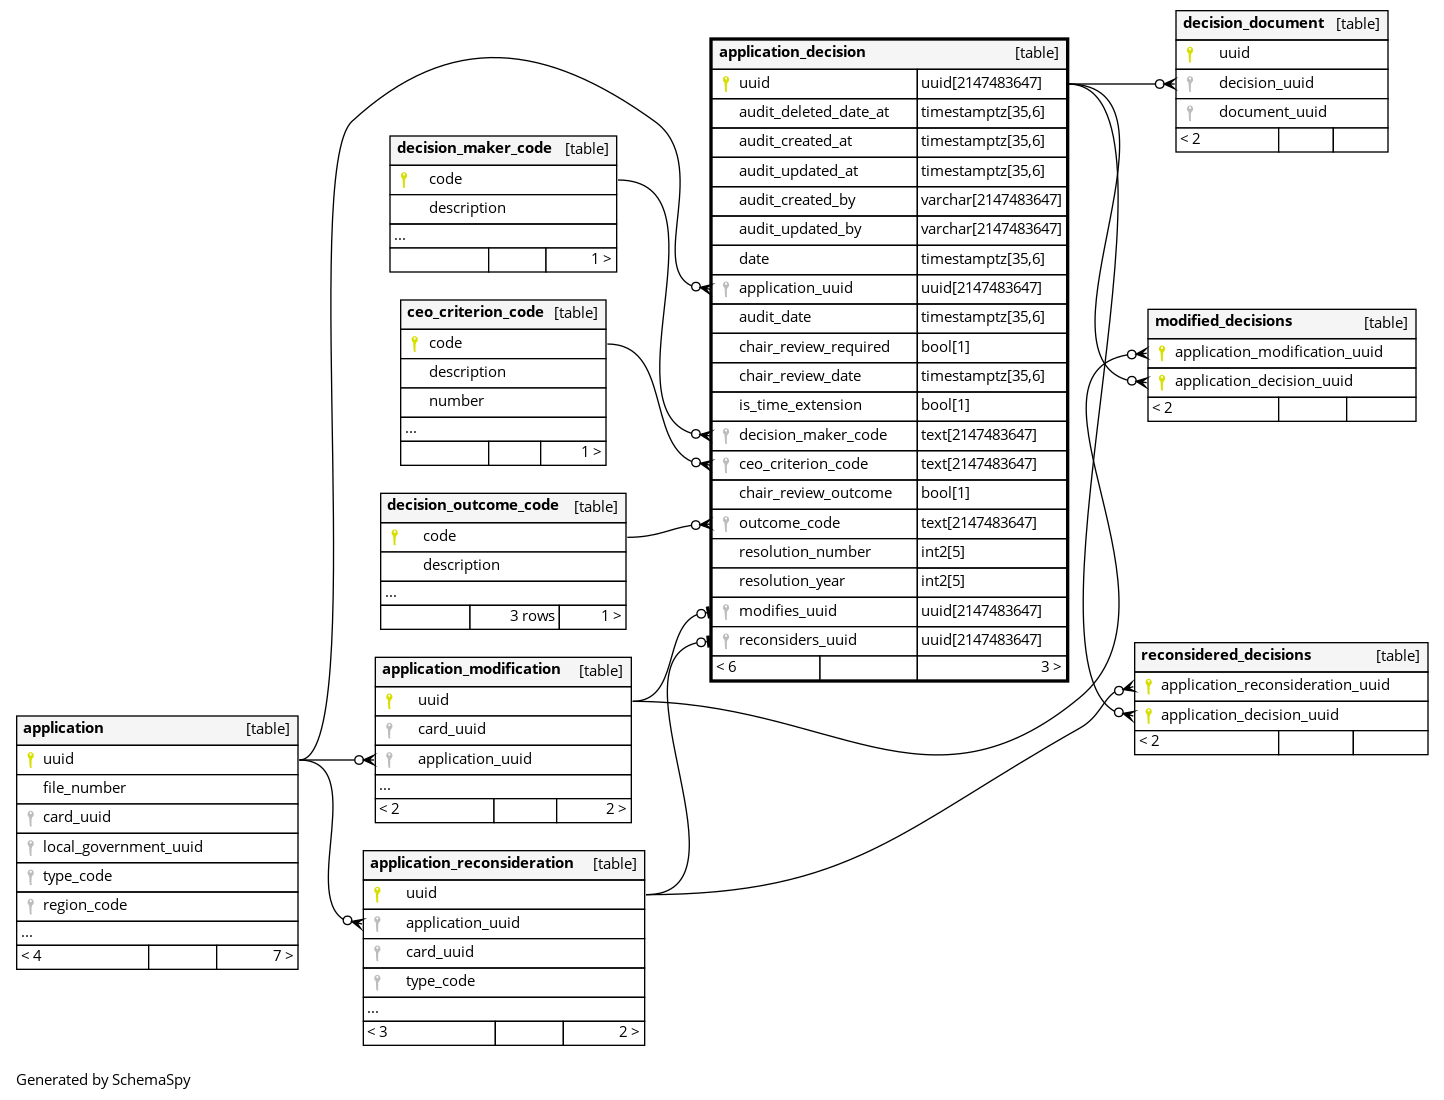 decision_document [table]
uuid
decision_uuid
document_uuid
< 2
application_decision [table]
uuid uuid[2147483647]
audit_deleted_date_at timestamptz[35,6]
audit_created_at timestamptz[35,6]
audit_updated_at timestamptz[35,6]
audit_created_by varchar[2147483647]
audit_updated_by varchar[2147483647]
date timestamptz[35,6]
application_uuid uuid[2147483647]
audit_date timestamptz[35,6]
chair_review_required bool[1]
chair_review_date timestamptz[35,6]
is_time_extension bool[1]
decision_maker_code text[2147483647]
ceo_criterion_code text[2147483647]
chair_review_outcome bool[1]
outcome_code text[2147483647]
resolution_number int2[5]
resolution_year int2[5]
modifies_uuid uuid[2147483647]
reconsiders_uuid uuid[2147483647]
< 6 3 >
decision_maker_code [table]
code
description
...
1 >
ceo_criterion_code [table]
code
description
number
...
1 >
decision_outcome_code [table]
code
description
...
3 rows 1 >
modified_decisions [table]
application_modification_uuid
application_decision_uuid
< 2
reconsidered_decisions [table]
application_reconsideration_uuid
application_decision_uuid
< 2
application_modification [table]
uuid
card_uuid
application_uuid
...
< 2 2 >
application [table]
uuid
file_number
card_uuid
local_government_uuid
type_code
region_code
...
< 4 7 >
application_reconsideration [table]
uuid
application_uuid
card_uuid
type_code
...
< 3 2 >
Generated by SchemaSpy